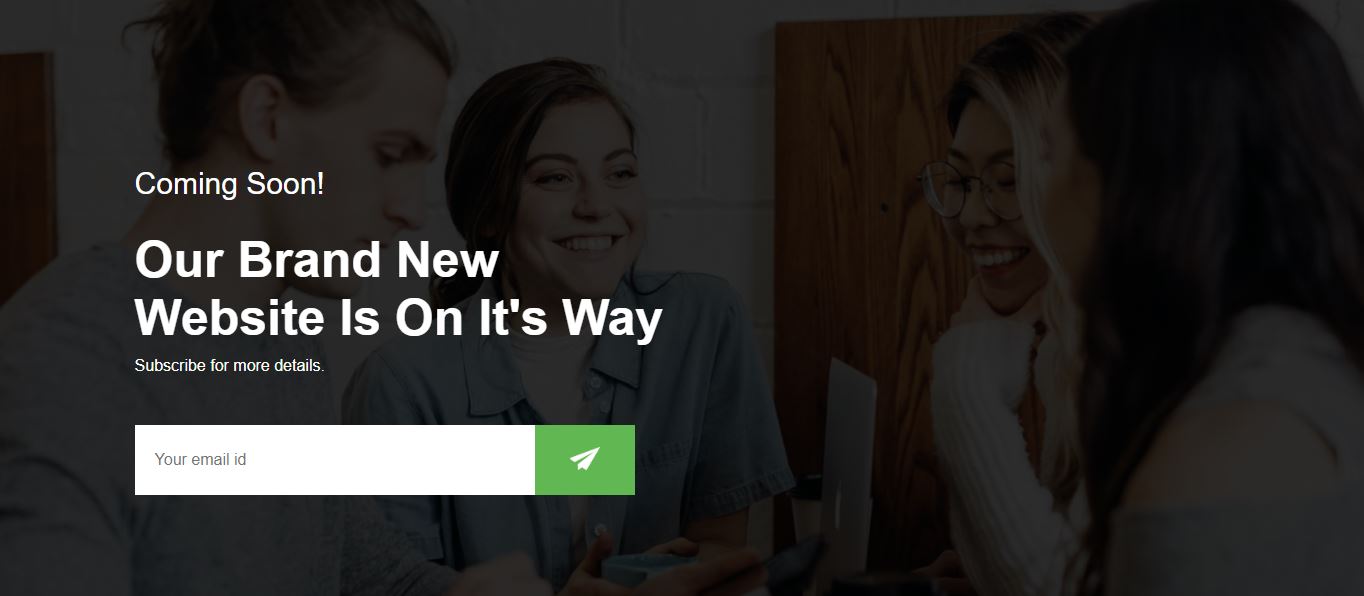 Coming Soon!
Our Brand New
Website Is On It's Way
Subscribe for more details.
Your email id